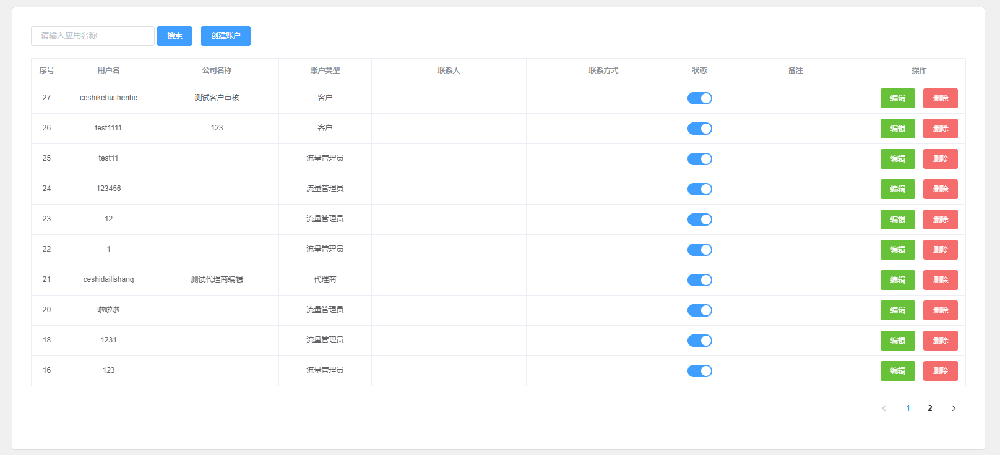 请输入应用名称 搜索 创建账户
序号 用户名 公司名称 账户类型 联系人 联系方式 状态 备注 操作
27 ceshikehushenhe 测试客户审核 客户 编辑 删除
26 test1111 123 客户 编辑 删除
25 test11 流量管理员 编辑 删除
24 123456 流量管理员 编辑 删除
23 12 流量管理员 编辑 删除
22 1 流量管理员 编辑 删除
21 ceshidailishang 测试代理商编辑 代理商 编辑 删除
20 啦啦啦 流量管理员 编辑 删除
18 1231 流量管理员 编辑 删除
16 123 流量管理员 编辑 删除
1 2